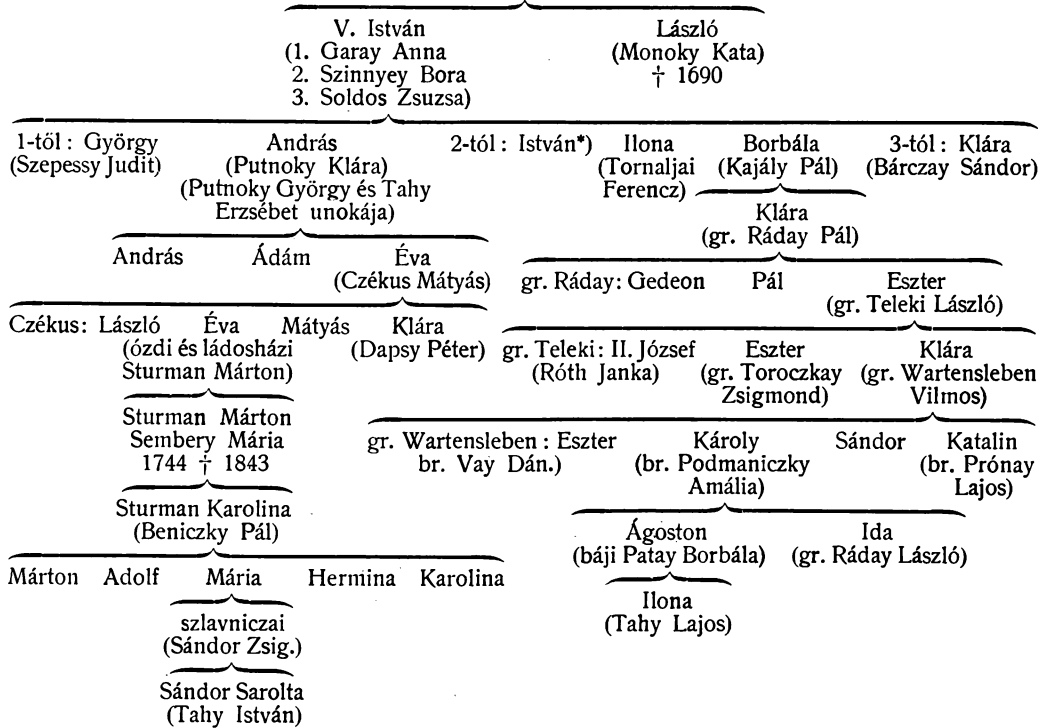 V. István
(1. Garay Anna
2. Szinnyey Bora
3. Soldos Zsuzsa)
László
(Monoky Kata)
† 1690
1-től: György
(Szepessy Judit)
András
(Putnoky Klára)
(Putnoky György és Tahy
Erzsébet unokája)
2-tól: István*)
Ilona
(Tornaljai
Ferencz)
Borbála
(Kajály Pál)
3-tól: Klára
(Bárczay Sándor)
Klára
(gr. Ráday Pál)
András
Ádám
Éva
(Czékus Mátyás)
gr. Ráday: Gedeon
Pál
Eszter
(gr. Teleki László)
Czékus: László
Éva
(ózdi és ládosházi
Sturman Márton)
Mátyás
Klára
(Dapsy Péter)
gr. Teleki: II. József
(Róth Janka)
Eszter
(gr. Toroczkay
Zsigmond)
Klára
(gr. Wartensleben
Vilmos)
Sturman Márton
Sembery Mária
1744 † 1843
gr. Wartensleben: Eszter
br. Vay Dán.)
Károly
(br. Podmaniczky
Amália)
Sándor
Katalin
(br. Prónay
Lajos)
Sturman Karolina
(Beniczky Pál)
Ágoston
(báji Patay Borbála)
Ida
(gr. Ráday László)
Márton
Adolf
Mária
Hermina
Karolina
Ilona
(Tahy Lajos)
szlavniczai
(Sándor Zsig.)
Sándor Sarolta
(Tahy István)